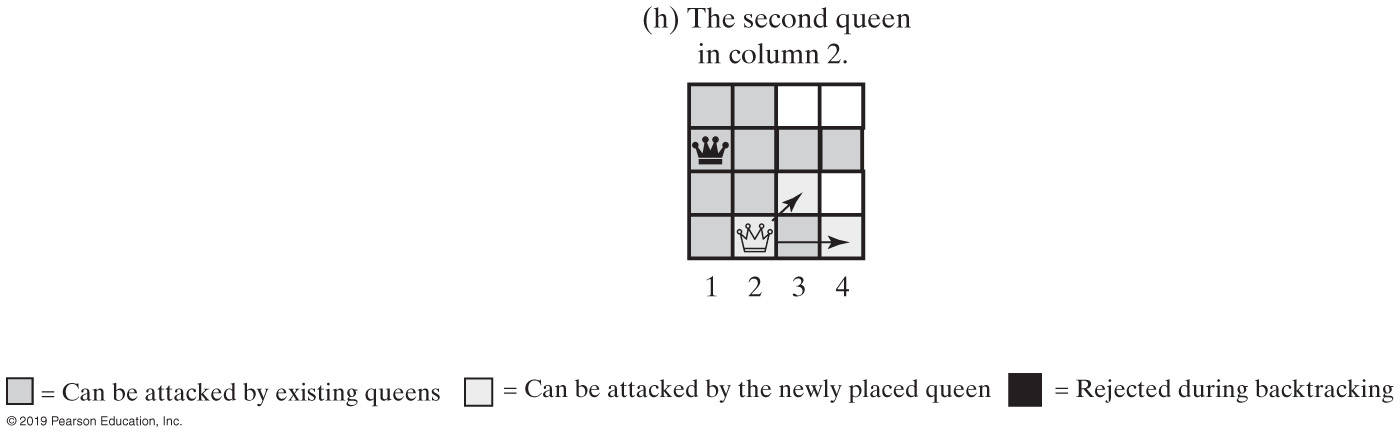 (h) The second queen
in column 2.
1 2 3 4
= Can be attacked by existing queens = Can be attacked by the newly placed queen = Rejected during backtracking
© 2019 Pearson Education, Inc.